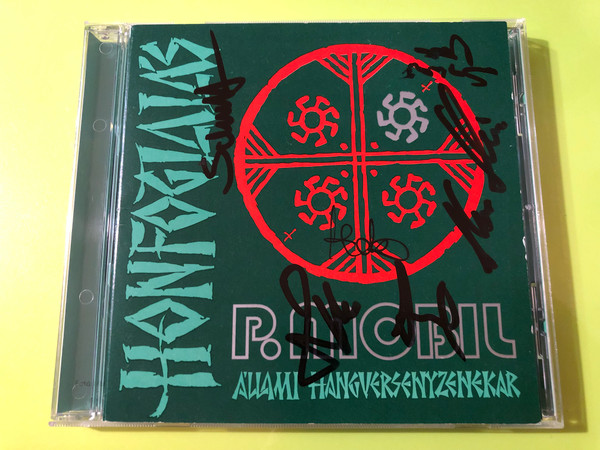 HONFOGLALÁS
P. MOBIL
ÁLLAMI HANGVERSENYZENEKAR